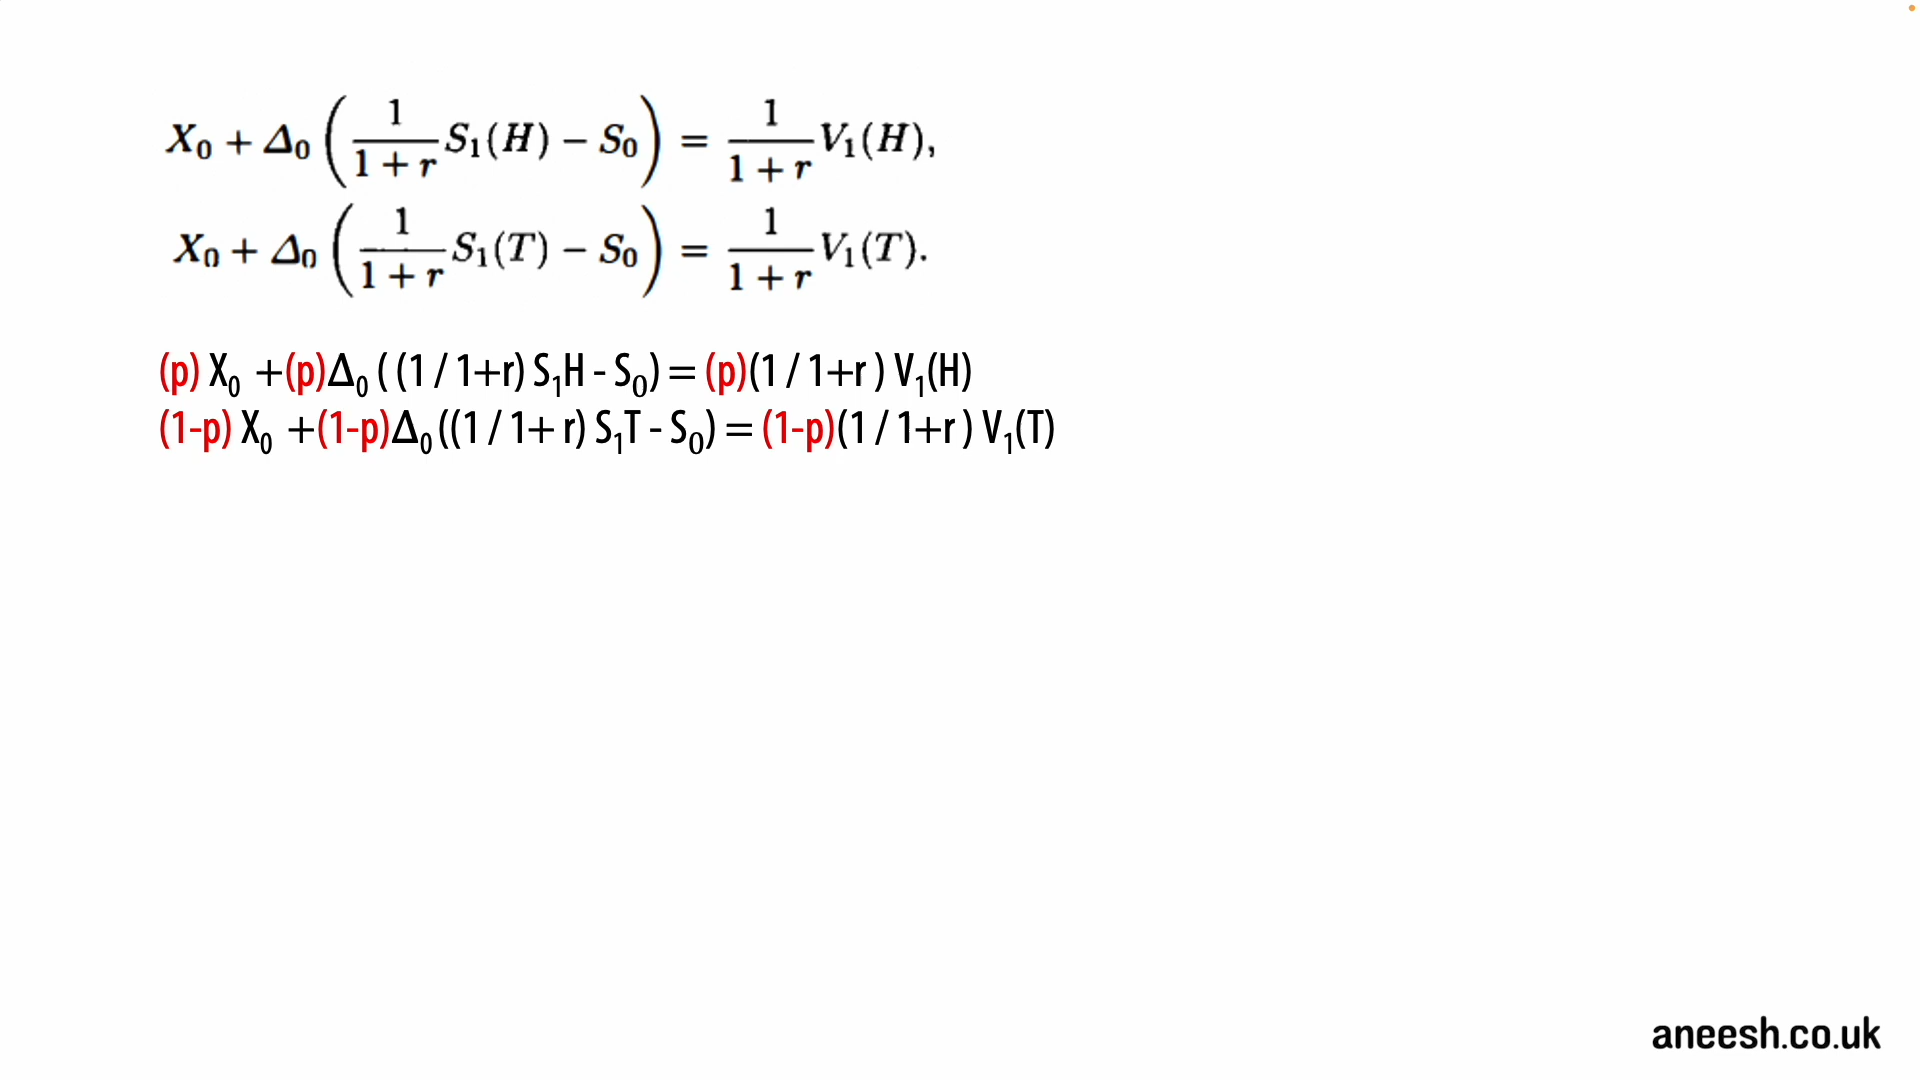 X₀ + Δ₀ ( 1/(1 + r) S₁(H) − S₀ ) = 1/(1 + r) V₁(H),
X₀ + Δ₀ ( 1/(1 + r) S₁(T) − S₀ ) = 1/(1 + r) V₁(T).
(p) X₀ +(p)Δ₀ ( (1 / 1+r) S₁H - S₀) = (p)(1 / 1+r ) V₁(H)
(1-p) X₀ +(1-p)Δ₀ ((1 / 1+ r) S₁T - S₀) = (1-p)(1 / 1+r ) V₁(T)
aneesh.co.uk